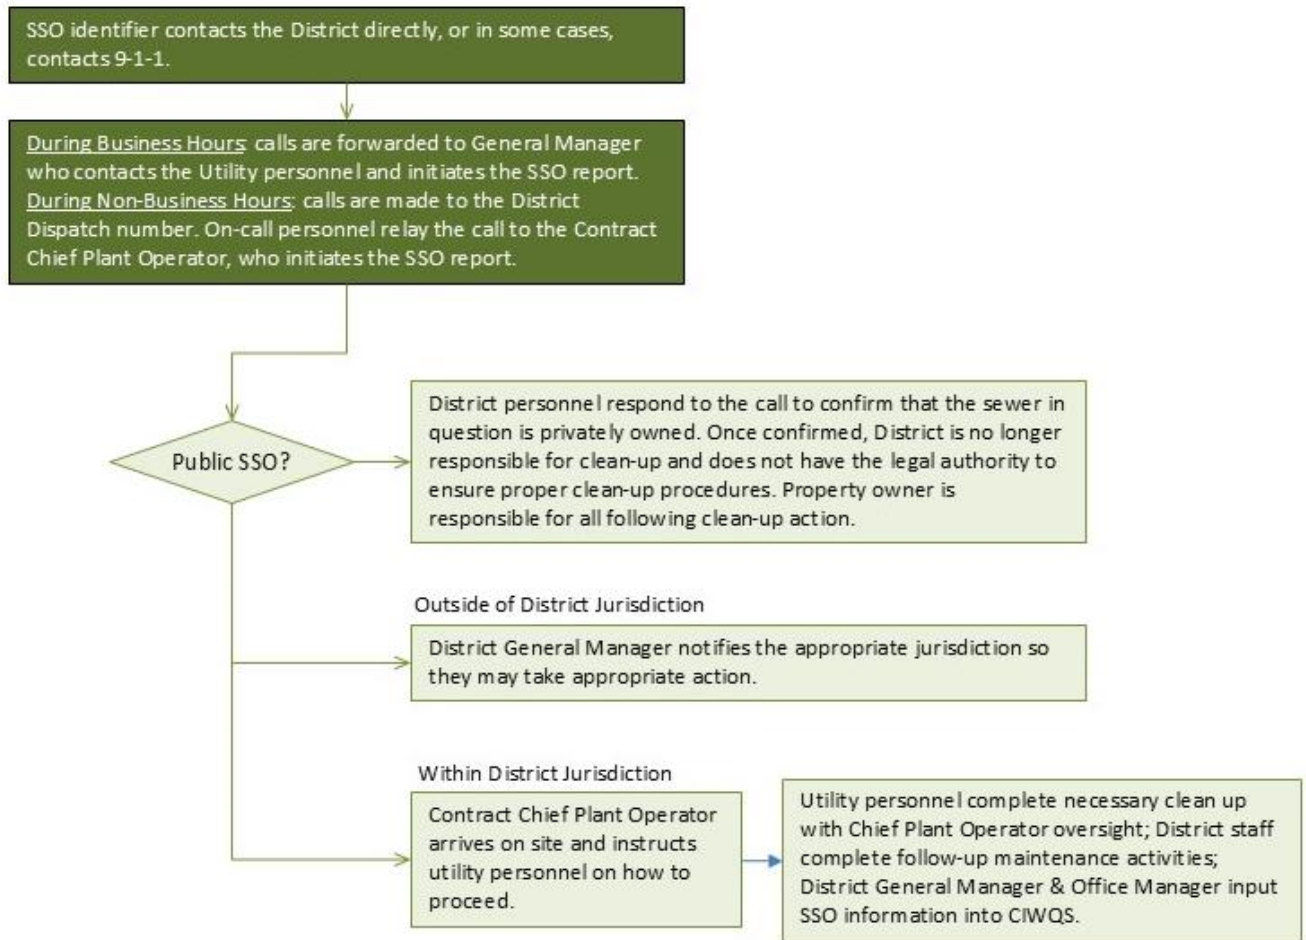 SSO identifier contacts the District directly, or in some cases,
contacts 9-1-1.
During Business Hours: calls are forwarded to General Manager
who contacts the Utility personnel and initiates the SSO report.
During Non-Business Hours: calls are made to the District
Dispatch number. On-call personnel relay the call to the Contract
Chief Plant Operator, who initiates the SSO report.
Public SSO?
District personnel respond to the call to confirm that the sewer in
question is privately owned. Once confirmed, District is no longer
responsible for clean-up and does not have the legal authority to
ensure proper clean-up procedures. Property owner is
responsible for all following clean-up action.
Outside of District Jurisdiction
District General Manager notifies the appropriate jurisdiction so
they may take appropriate action.
Within District Jurisdiction
Contract Chief Plant Operator
arrives on site and instructs
utility personnel on how to
proceed.
Utility personnel complete necessary clean up
with Chief Plant Operator oversight; District staff
complete follow-up maintenance activities;
District General Manager & Office Manager input
SSO information into CIWQS.